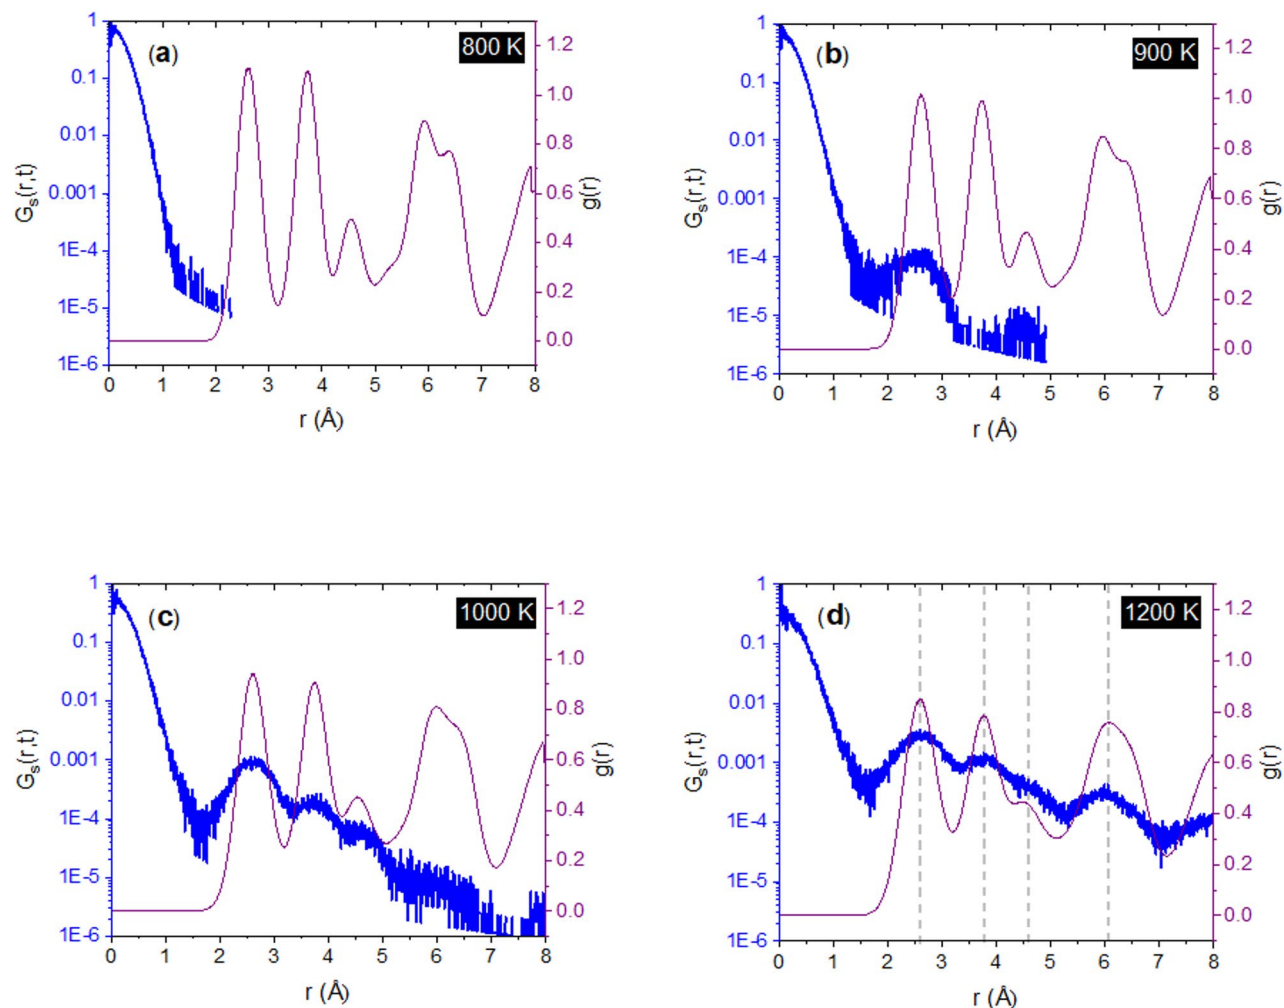 (a)
800 K
1
0.1
0.01
0.001
1E-4
1E-5
1E-6
Gₛ(r,t)
0 1 2 3 4 5 6 7 8
r (Å)
1.2
1.0
0.8
0.6
0.4
0.2
0.0
g(r)
(b)
900 K
1
0.1
0.01
0.001
1E-4
1E-5
1E-6
Gₛ(r,t)
0 1 2 3 4 5 6 7 8
r (Å)
1.2
1.0
0.8
0.6
0.4
0.2
0.0
g(r)
(c)
1000 K
1
0.1
0.01
0.001
1E-4
1E-5
1E-6
Gₛ(r,t)
0 1 2 3 4 5 6 7 8
r (Å)
1.2
1.0
0.8
0.6
0.4
0.2
0.0
g(r)
(d)
1200 K
1
0.1
0.01
0.001
1E-4
1E-5
1E-6
Gₛ(r,t)
0 1 2 3 4 5 6 7 8
r (Å)
1.2
1.0
0.8
0.6
0.4
0.2
0.0
g(r)